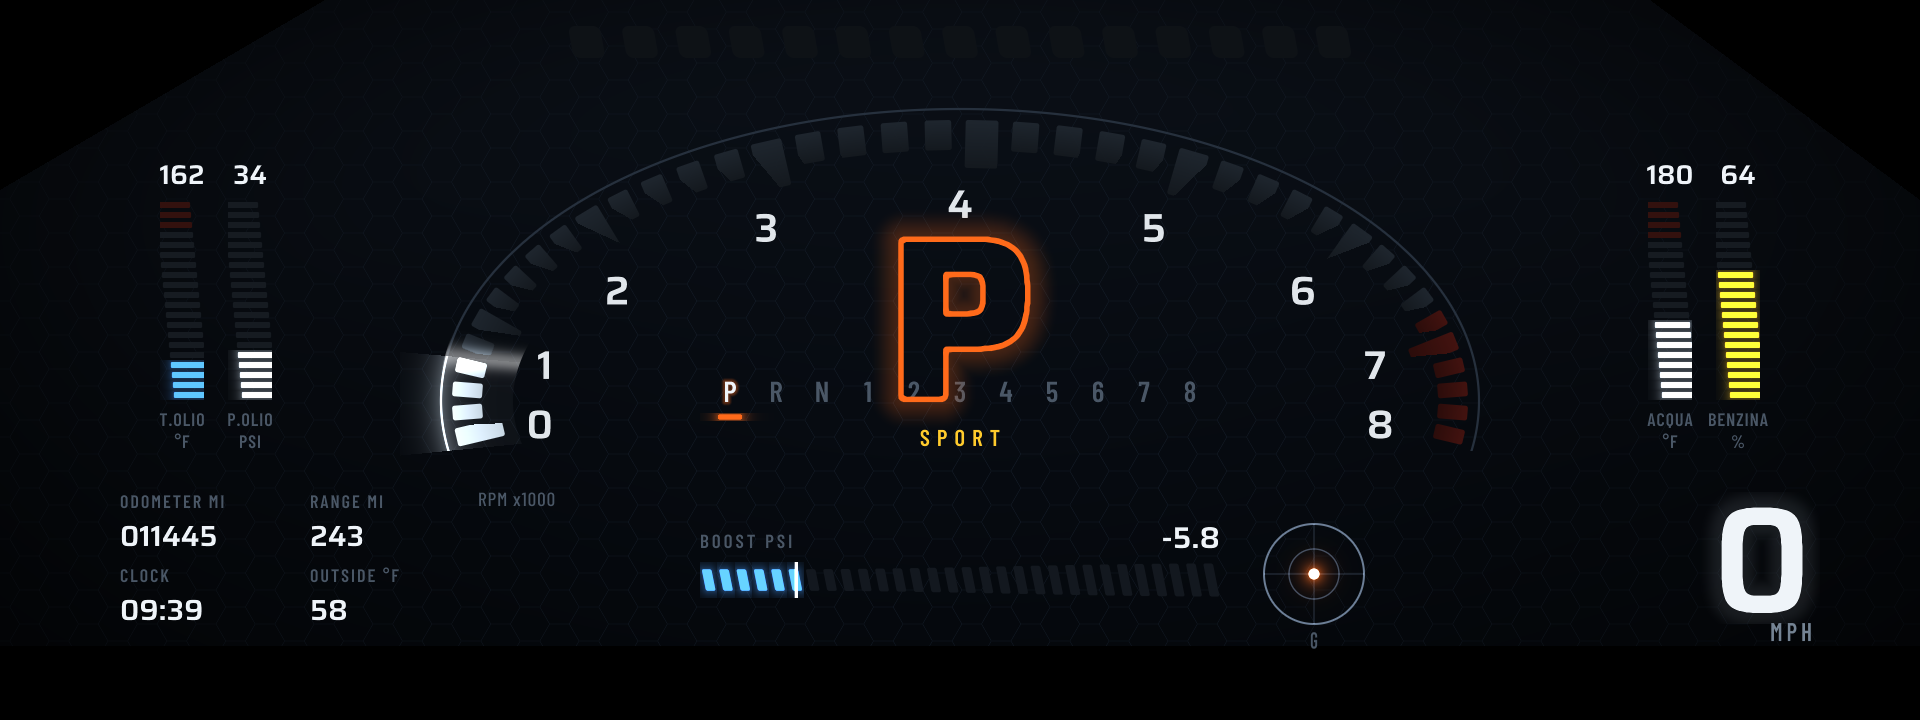 162 34
T.OLIO °F
P.OLIO PSI
0 1 2 3 4 5 6 7 8
RPM x1000
P
P R N 1 2 3 4 5 6 7 8
SPORT
180 64
ACQUA °F
BENZINA %
ODOMETER MI
011445
RANGE MI
243
CLOCK
09:39
OUTSIDE °F
58
BOOST PSI
-5.8
G
0
MPH